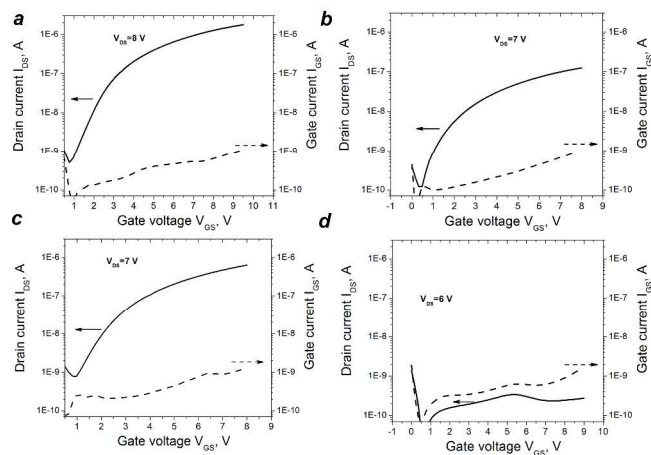 a
V_DS=8 V
Drain current I_DS, A
1E-6
1E-7
1E-8
1E-9
1E-10
Gate current I_GS, A
1E-6
1E-7
1E-8
1E-9
1E-10
1 2 3 4 5 6 7 8 9 10 11
Gate voltage V_GS, V
b
V_DS=7 V
Drain current I_DS, A
1E-6
1E-7
1E-8
1E-9
1E-10
Gate current I_GS, A
1E-6
1E-7
1E-8
1E-9
1E-10
-1 0 1 2 3 4 5 6 7 8 9
Gate voltage V_GS, V
c
V_DS=7 V
Drain current I_DS, A
1E-6
1E-7
1E-8
1E-9
1E-10
Gate current I_GS, A
1E-6
1E-7
1E-8
1E-9
1E-10
1 2 3 4 5 6 7 8 9
Gate voltage V_GS, V
d
V_DS=6 V
Drain current I_DS, A
1E-6
1E-7
1E-8
1E-9
1E-10
Gate current I_GS, A
1E-6
1E-7
1E-8
1E-9
1E-10
-1 0 1 2 3 4 5 6 7 8 9 10
Gate voltage V_GS, V